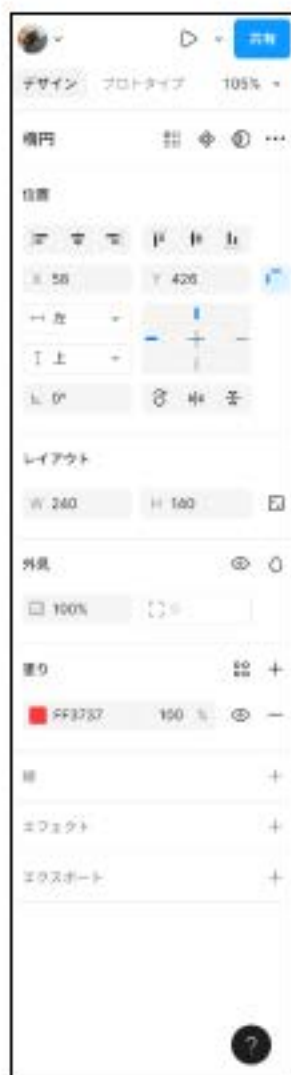 共有
デザイン プロトタイプ 105%
楕円
位置
X 58 Y 426
左
上
0°
レイアウト
W 240 H 140
外見
100%
塗り
FF3737 100 %
線
エフェクト
エクスポート
?